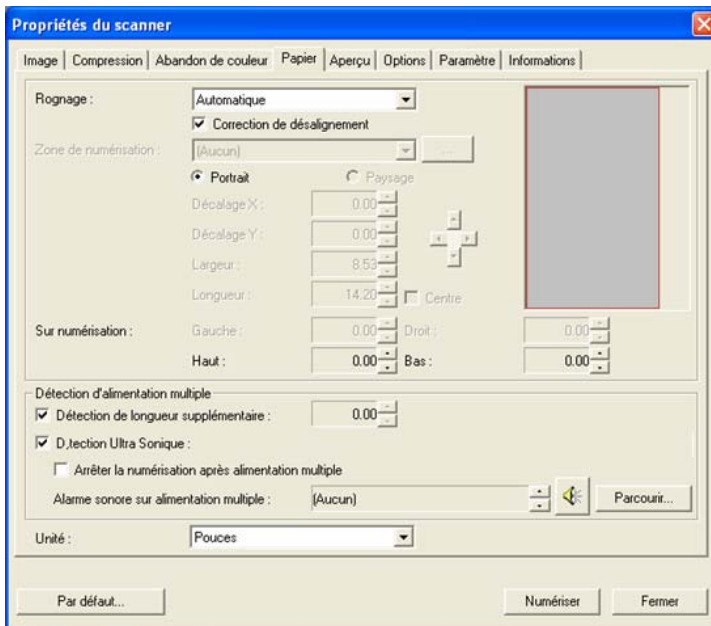 Propriétés du scanner
Image Compression Abandon de couleur Papier Aperçu Options Paramètre Informations
Rognage : Automatique
Correction de désalignement
Zone de numérisation : (Aucun) ...
Portrait Paysage
Décalage X : 0.00
Décalage Y : 0.00
Largeur : 8.53
Longueur : 14.20 Centre
Sur numérisation : Gauche : 0.00 Droit : 0.00
Haut : 0.00 Bas : 0.00
Détection d'alimentation multiple
Détection de longueur supplémentaire : 0.00
D,tection Ultra Sonique :
Arrêter la numérisation après alimentation multiple
Alarme sonore sur alimentation multiple : (Aucun) Parcourir...
Unité : Pouces
Par défaut... Numériser Fermer